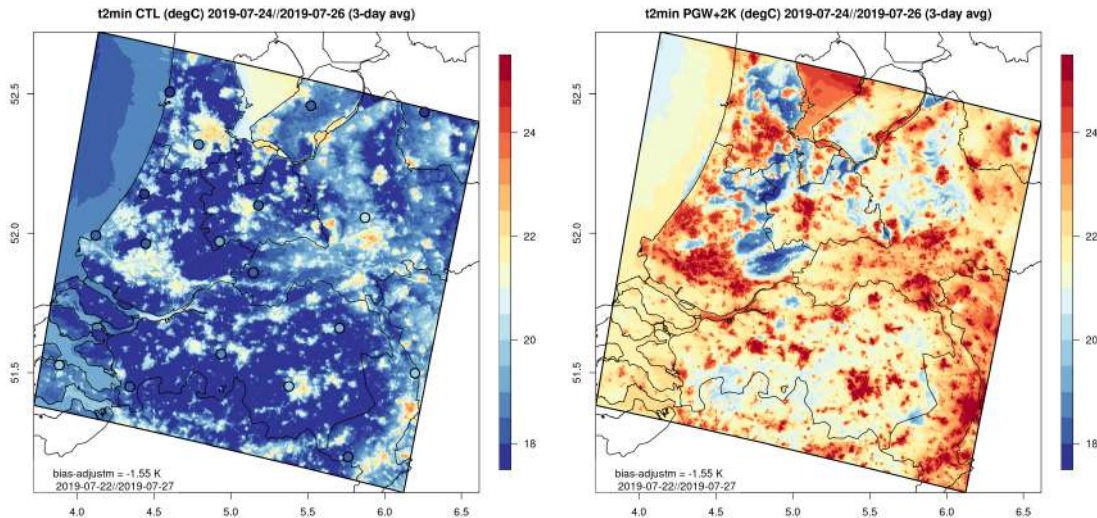 t2min CTL (degC) 2019-07-24//2019-07-26 (3-day avg)
52.5
52.0
51.5
4.0 4.5 5.0 5.5 6.0 6.5
24
22
20
18
bias-adjustm = -1.55 K
2019-07-22//2019-07-27
t2min PGW+2K (degC) 2019-07-24//2019-07-26 (3-day avg)
52.5
52.0
51.5
4.0 4.5 5.0 5.5 6.0 6.5
24
22
20
18
bias-adjustm = -1.55 K
2019-07-22//2019-07-27